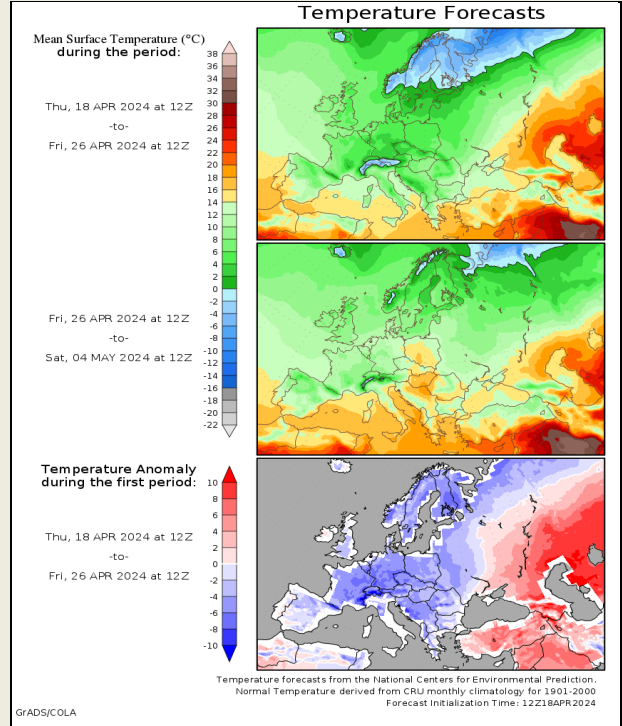 Temperature Forecasts
Mean Surface Temperature (°C)
during the period:
Thu, 18 APR 2024 at 12Z
-to-
Fri, 26 APR 2024 at 12Z
38
36
34
32
30
28
26
24
22
20
18
16
14
12
10
8
6
4
2
0
-2
-4
-6
-8
-10
-12
-14
-16
-18
-20
-22
Fri, 26 APR 2024 at 12Z
-to-
Sat, 04 MAY 2024 at 12Z
Temperature Anomaly
during the first period:
Thu, 18 APR 2024 at 12Z
-to-
Fri, 26 APR 2024 at 12Z
10
8
6
4
2
0
-2
-4
-6
-8
-10
Temperature forecasts from the National Centers for Environmental Prediction.
Normal Temperature derived from CRU monthly climatology for 1901-2000
Forecast Initialization Time: 12Z18APR2024
GrADS/COLA